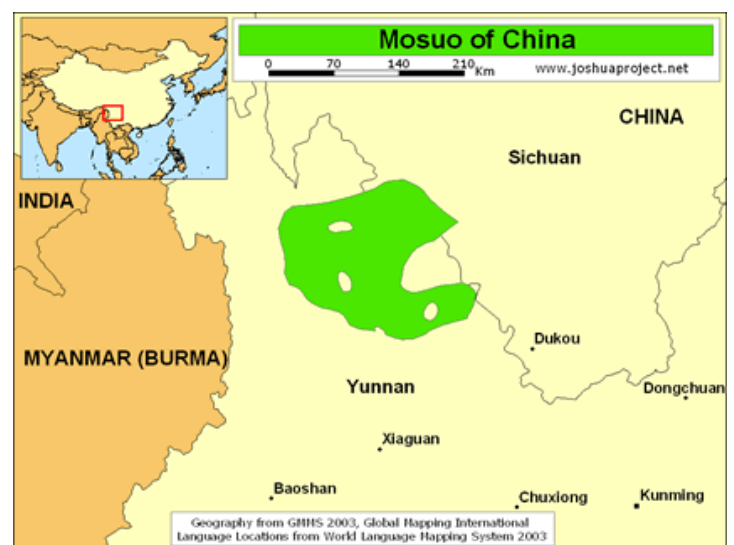 Mosuo of China
0 70 140 210 Km
www.joshuaproject.net
CHINA
Sichuan
INDIA
MYANMAR (BURMA)
Dukou
Yunnan
Dongchuan
Xiaguan
Baoshan
Chuxiong
Kunming
Geography from GMMS 2003, Global Mapping International
Language Locations from World Language Mapping System 2003